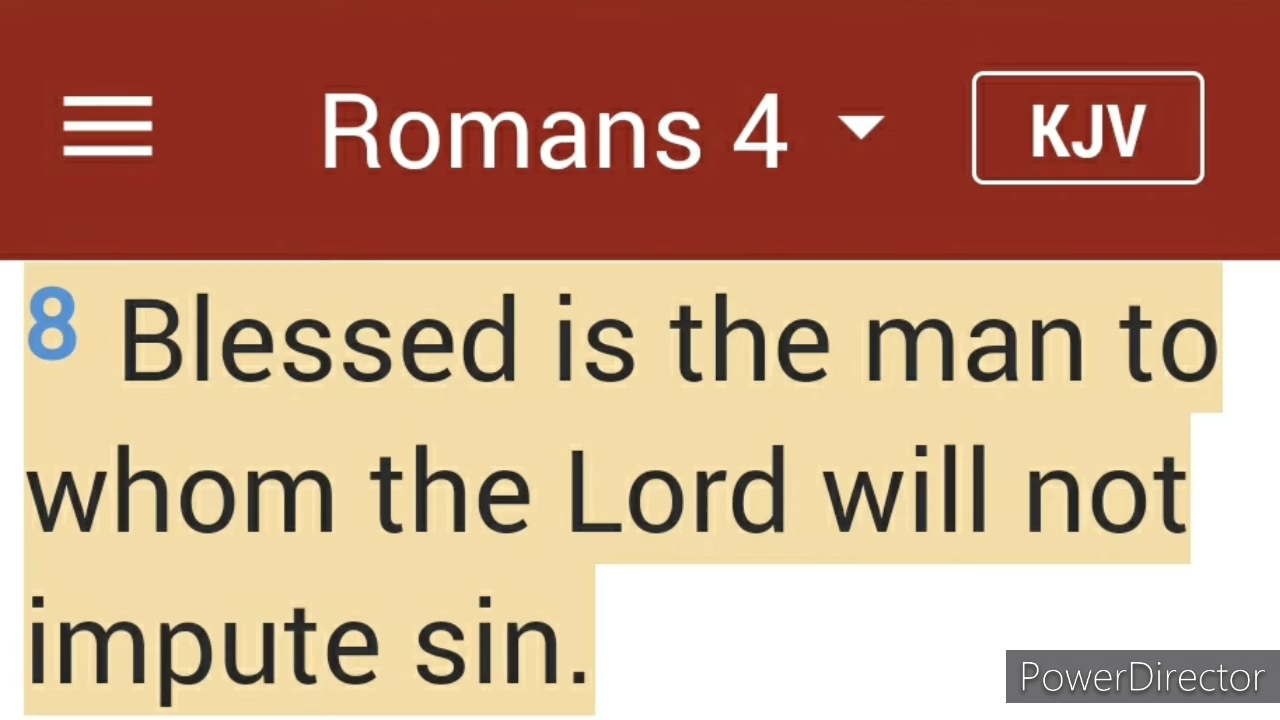 Romans 4
KJV
8 Blessed is the man to
whom the Lord will not
impute sin.
PowerDirector